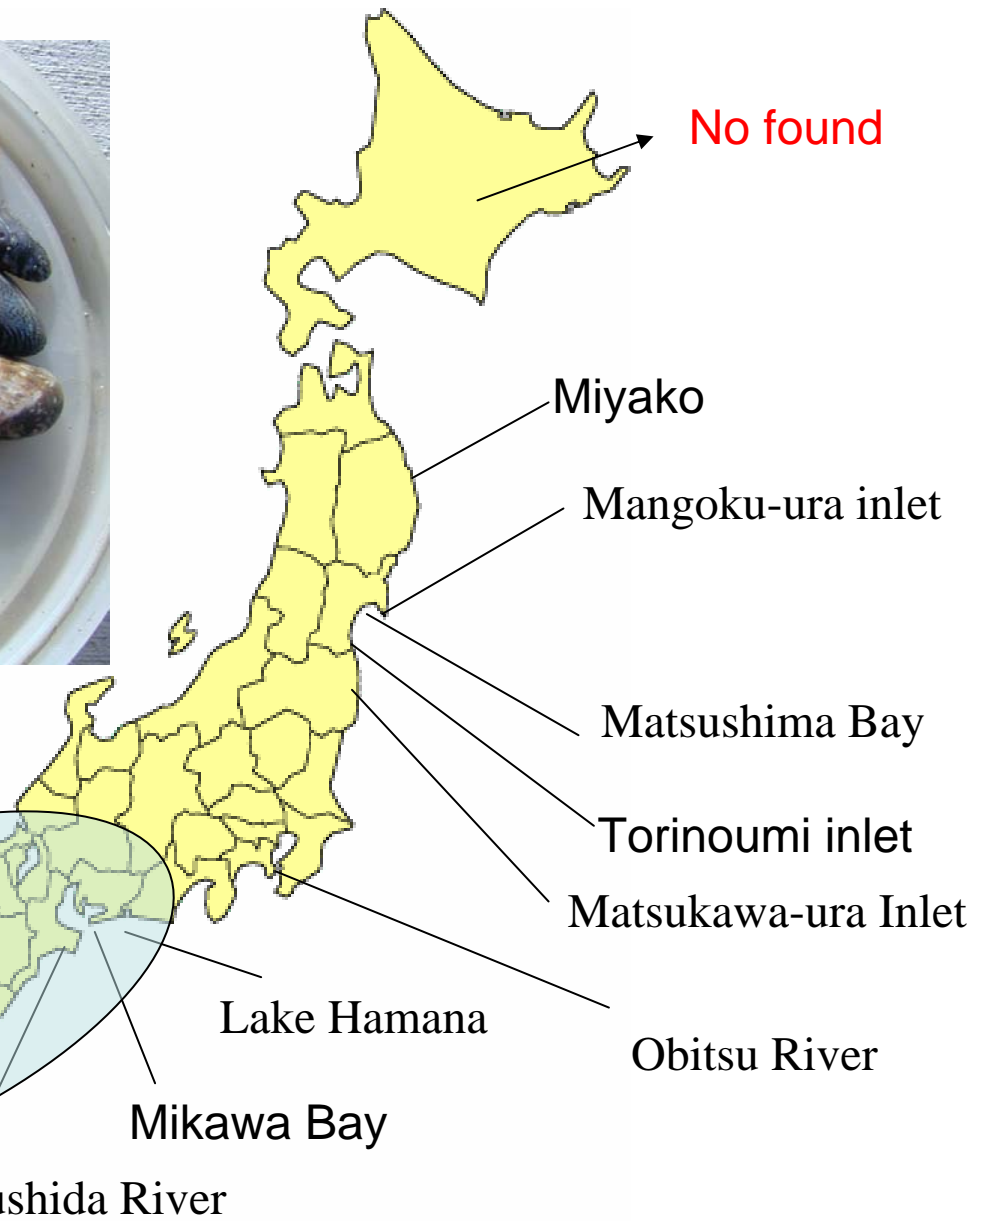 No found
Miyako
Mangoku-ura inlet
Matsushima Bay
Torinoumi inlet
Matsukawa-ura Inlet
Lake Hamana
Obitsu River
Mikawa Bay
River